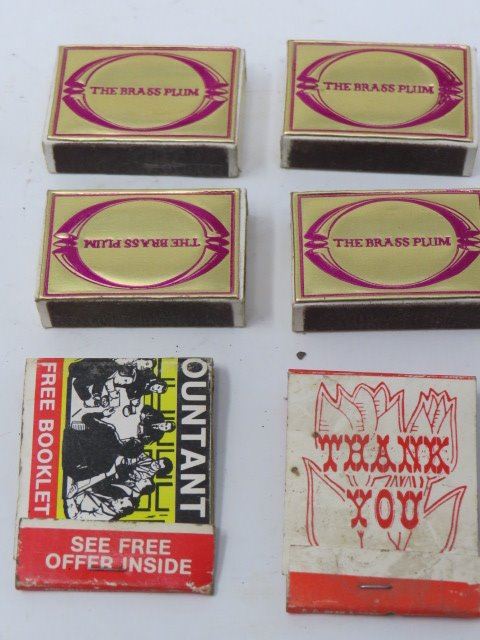 THE BRASS PLUM
THE BRASS PLUM
THE BRASS PLUM
THE BRASS PLUM
FREE BOOKLET
OUNTANT
SEE FREE
OFFER INSIDE
THANK
YOU